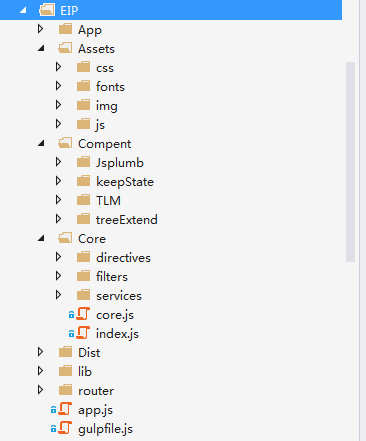 EIP
App
Assets
css
fonts
img
js
Compent
Jsplumb
keepState
TLM
treeExtend
Core
directives
filters
services
core.js
index.js
Dist
lib
router
app.js
gulpfile.js